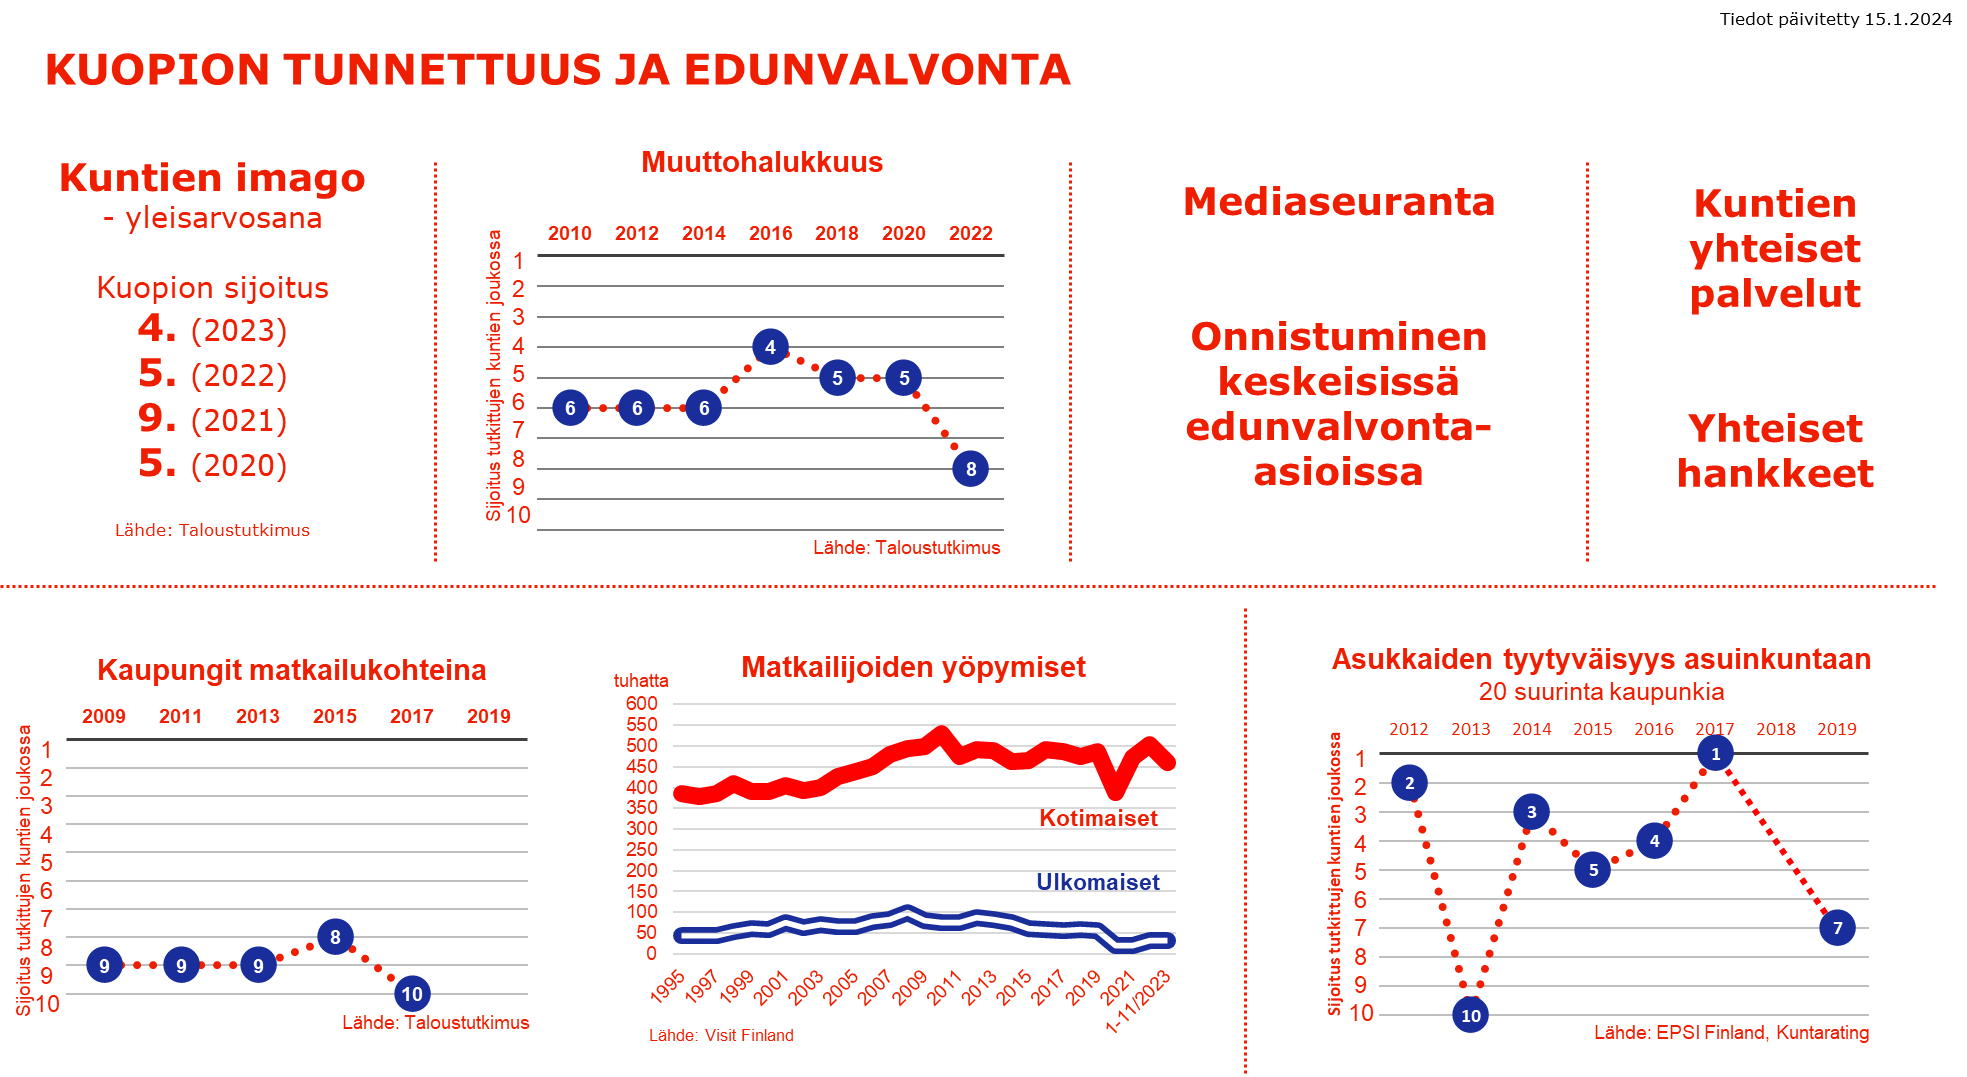 Tiedot päivitetty 15.1.2024
KUOPION TUNNETTUUS JA EDUNVALVONTA
Kuntien imago
- yleisarvosana
Kuopion sijoitus
4. (2023)
5. (2022)
9. (2021)
5. (2020)
Lähde: Taloustutkimus
Muuttohalukkuus
2010 2012 2014 2016 2018 2020 2022
Sijoitus tutkittujen kuntien joukossa
1
2
3
4
5
6
7
8
9
10
6 6 6 4 5 5 8
Lähde: Taloustutkimus
Mediaseuranta
Onnistuminen
keskeisissä
edunvalvonta-
asioissa
Kuntien
yhteiset
palvelut
Yhteiset
hankkeet
Kaupungit matkailukohteina
2009 2011 2013 2015 2017 2019
Sijoitus tutkittujen kuntien joukossa
1
2
3
4
5
6
7
8
9
10
9 9 9 8 10
Lähde: Taloustutkimus
Matkailijoiden yöpymiset
tuhatta
600
550
500
450
400
350
300
250
200
150
100
50
0
Kotimaiset
Ulkomaiset
1995 1997 1999 2001 2003 2005 2007 2009 2011 2013 2015 2017 2019 2021 1-11/2023
Lähde: Visit Finland
Asukkaiden tyytyväisyys asuinkuntaan
20 suurinta kaupunkia
2012 2013 2014 2015 2016 2017 2018 2019
Sijoitus tutkittujen kuntien joukossa
1
2
3
4
5
6
7
8
9
10
2 10 3 5 4 1 7
Lähde: EPSI Finland, Kuntarating